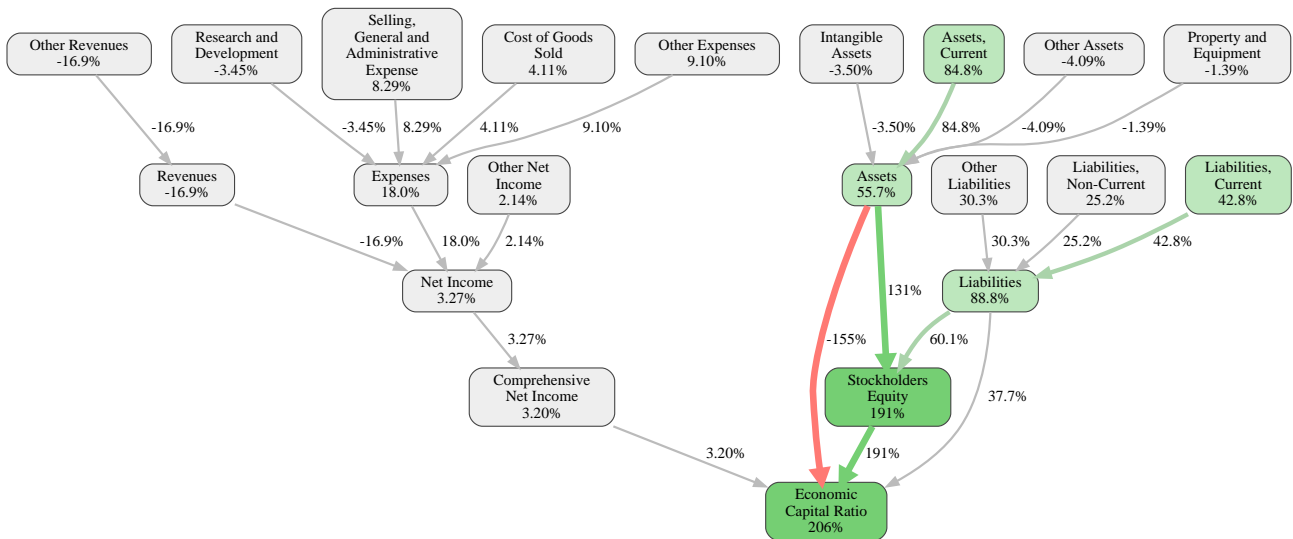 Other Revenues
-16.9%
Research and
Development
-3.45%
Selling,
General and
Administrative
Expense
8.29%
Cost of Goods
Sold
4.11%
Other Expenses
9.10%
Intangible
Assets
-3.50%
Assets,
Current
84.8%
Other Assets
-4.09%
Property and
Equipment
-1.39%
-16.9%
-3.45%
8.29%
4.11%
9.10%
-3.50%
84.8%
-4.09%
-1.39%
Revenues
-16.9%
Expenses
18.0%
Other Net
Income
2.14%
Assets
55.7%
Other
Liabilities
30.3%
Liabilities,
Non-Current
25.2%
Liabilities,
Current
42.8%
-16.9%
18.0%
2.14%
30.3%
25.2%
42.8%
Net Income
3.27%
Liabilities
88.8%
131%
3.27%
-155%
60.1%
Comprehensive
Net Income
3.20%
Stockholders
Equity
191%
37.7%
3.20%
191%
Economic
Capital Ratio
206%